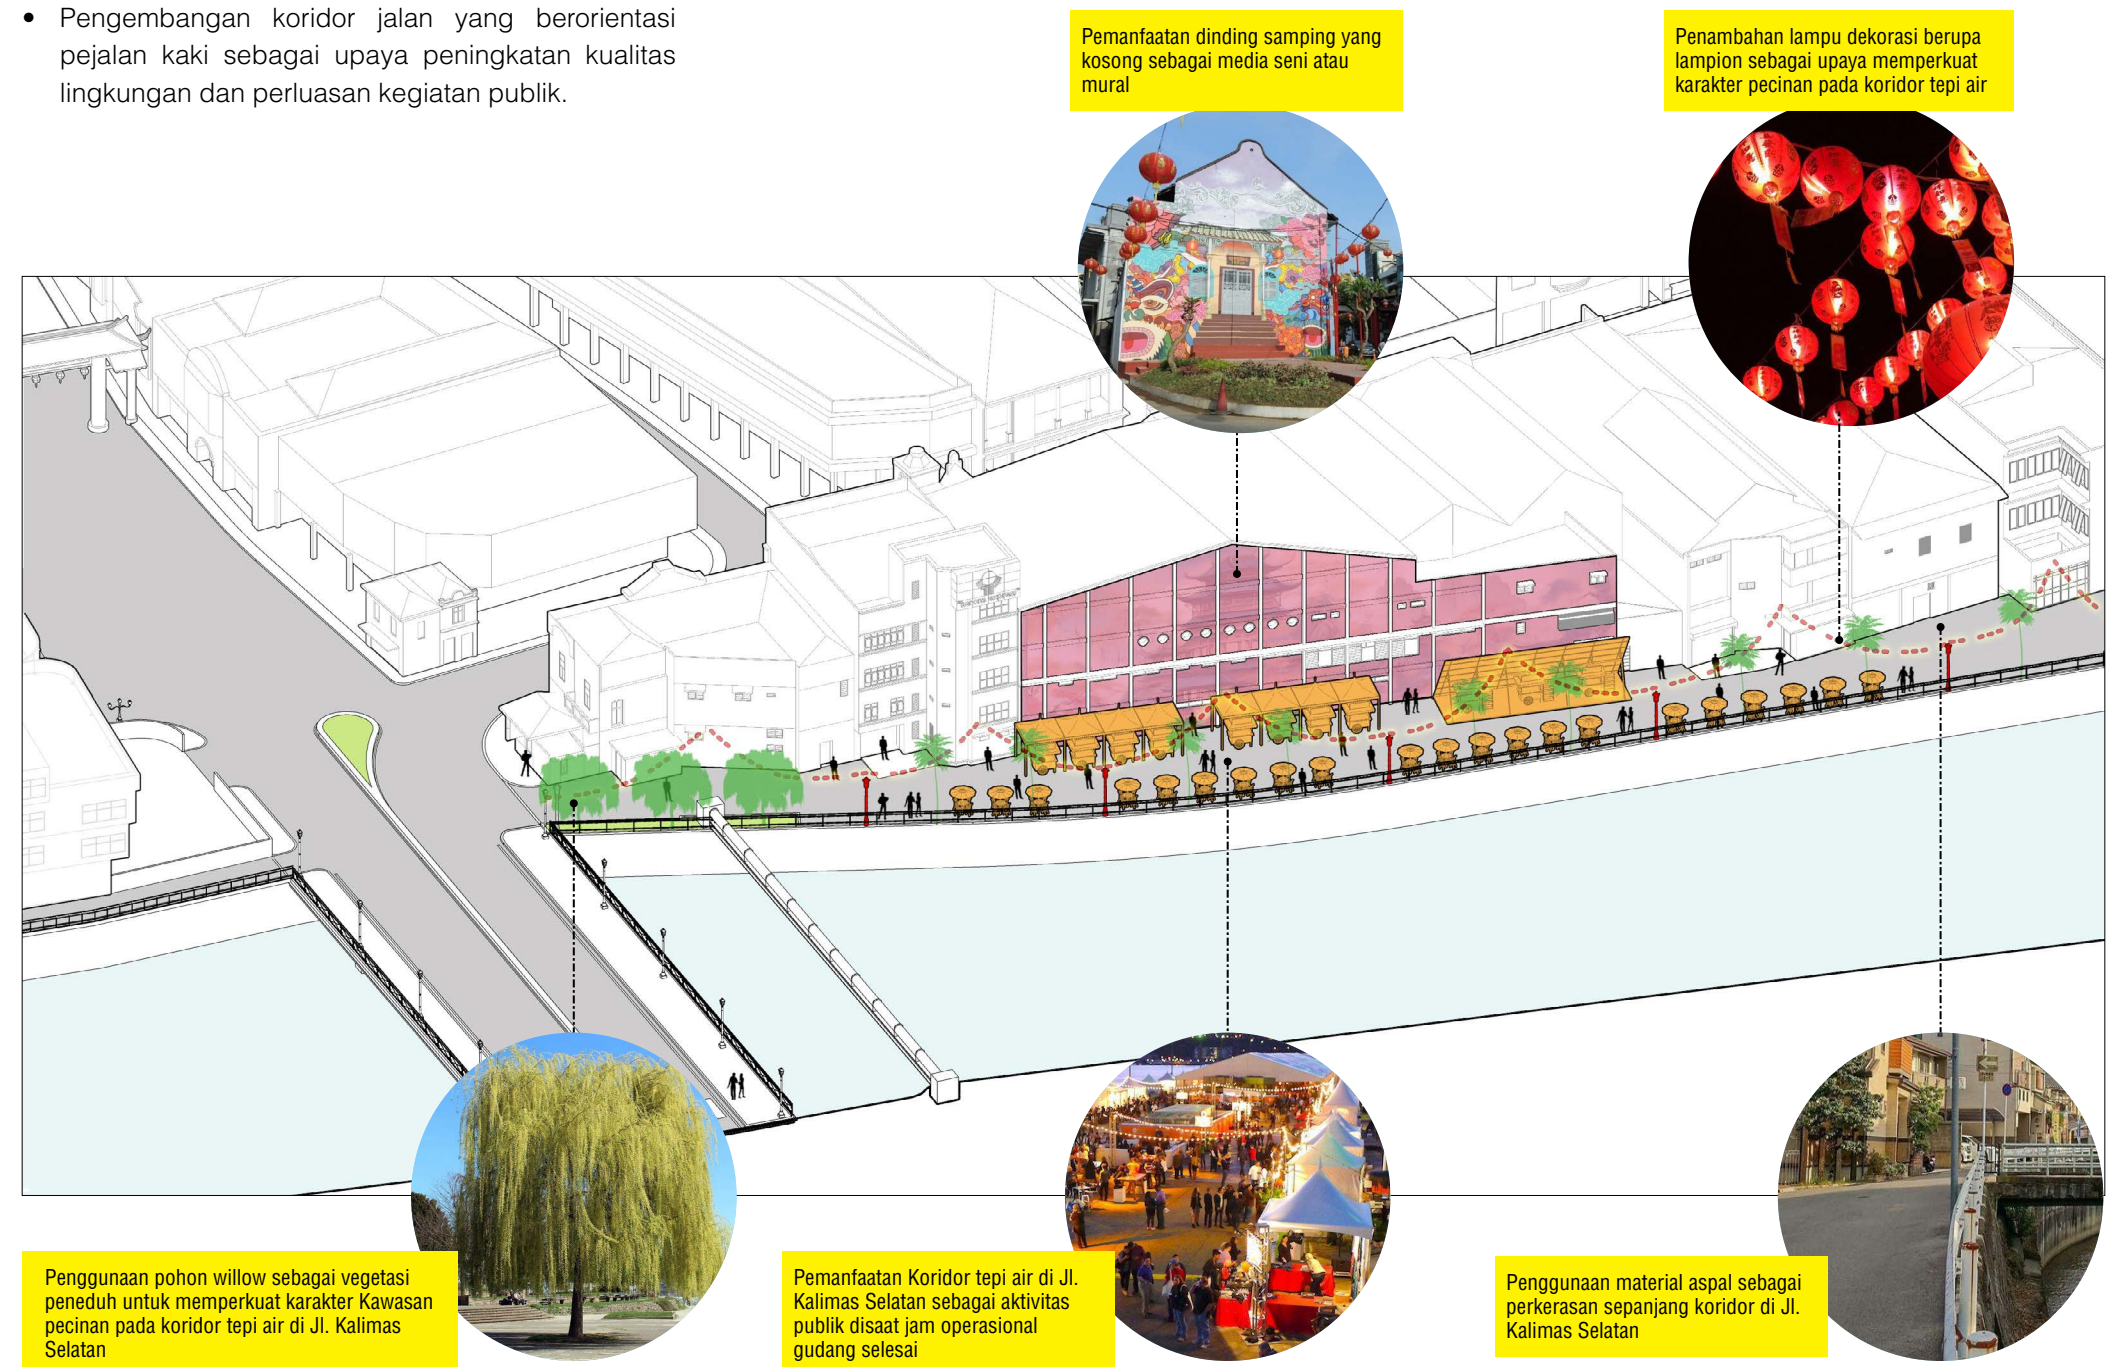 • Pengembangan koridor jalan yang berorientasi
pejalan kaki sebagai upaya peningkatan kualitas
lingkungan dan perluasan kegiatan publik.
Pemanfaatan dinding samping yang
kosong sebagai media seni atau
mural
Penambahan lampu dekorasi berupa
lampion sebagai upaya memperkuat
karakter pecinan pada koridor tepi air
Penggunaan pohon willow sebagai vegetasi
peneduh untuk memperkuat karakter Kawasan
pecinan pada koridor tepi air di Jl. Kalimas
Selatan
Pemanfaatan Koridor tepi air di Jl.
Kalimas Selatan sebagai aktivitas
publik disaat jam operasional
gudang selesai
Penggunaan material aspal sebagai
perkerasan sepanjang koridor di Jl.
Kalimas Selatan